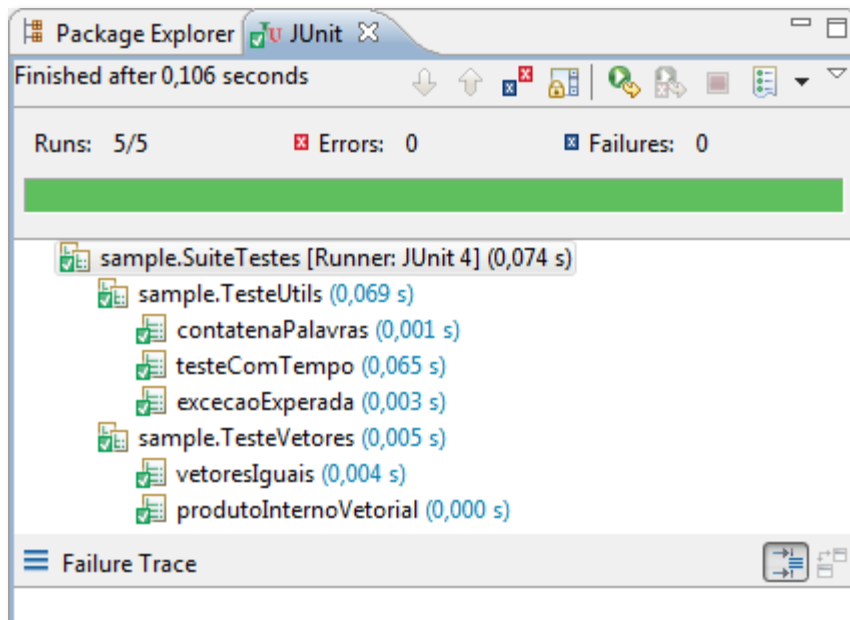 Package Explorer JUnit
Finished after 0,106 seconds
Runs: 5/5 Errors: 0 Failures: 0
sample.SuiteTestes [Runner: JUnit 4] (0,074 s)
sample.TesteUtils (0,069 s)
contatenaPalavras (0,001 s)
testeComTempo (0,065 s)
excecaoExperada (0,003 s)
sample.TesteVetores (0,005 s)
vetoresIguais (0,004 s)
produtoInternoVetorial (0,000 s)
Failure Trace